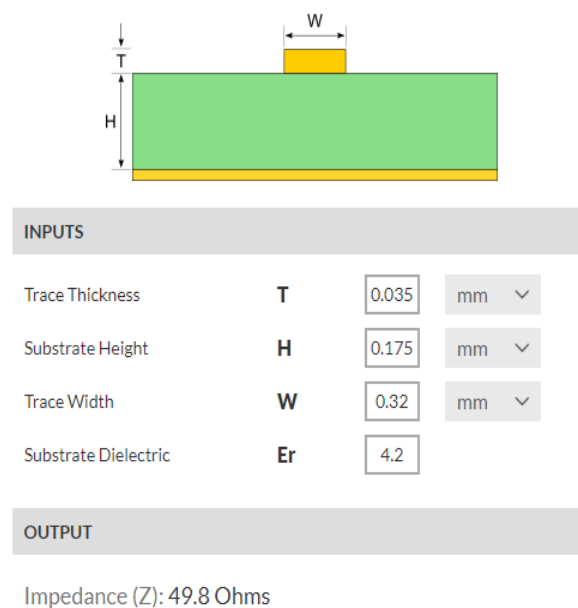 W
T
H
INPUTS
Trace Thickness T 0.035 mm
Substrate Height H 0.175 mm
Trace Width W 0.32 mm
Substrate Dielectric Er 4.2
OUTPUT
Impedance (Z): 49.8 Ohms